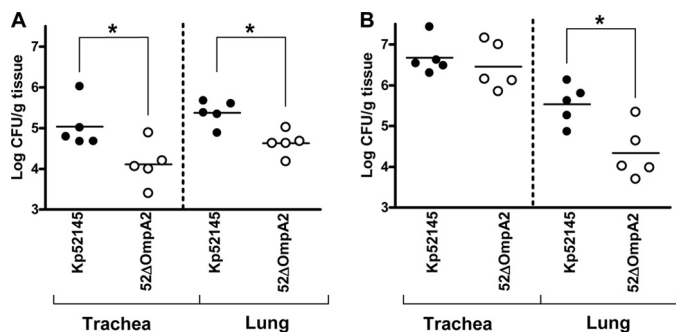 A
*
*
Log CFU/g tissue
7
6
5
4
3
Kp52145
52ΔOmpA2
Kp52145
52ΔOmpA2
Trachea
Lung
B
*
Log CFU/g tissue
7
6
5
4
3
Kp52145
52ΔOmpA2
Kp52145
52ΔOmpA2
Trachea
Lung